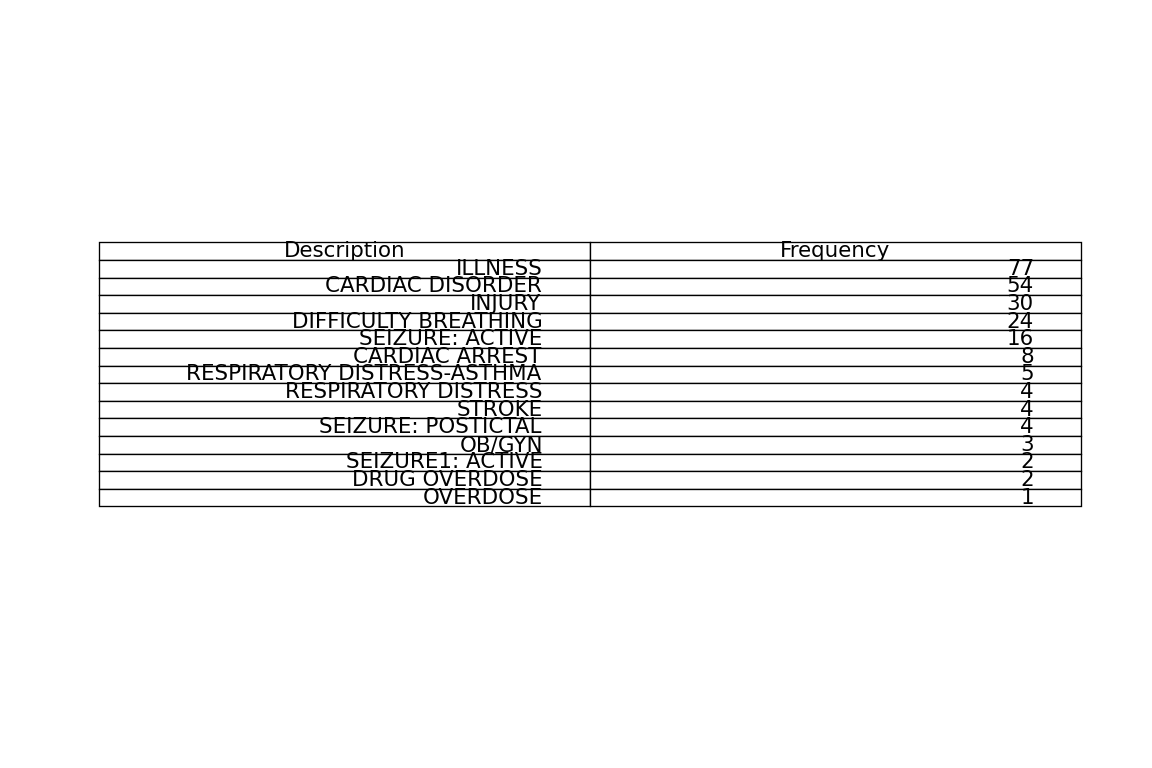 Description Frequency
ILLNESS 77
CARDIAC DISORDER 54
INJURY 30
DIFFICULTY BREATHING 24
SEIZURE: ACTIVE 16
CARDIAC ARREST 8
RESPIRATORY DISTRESS-ASTHMA 5
RESPIRATORY DISTRESS 4
STROKE 4
SEIZURE: POSTICTAL 4
OB/GYN 3
SEIZURE1: ACTIVE 2
DRUG OVERDOSE 2
OVERDOSE 1